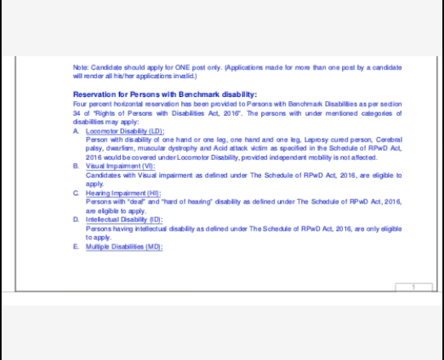 Note: Candidate should apply for ONE post only. (Applications made for more than one post by a candidate
will render all his/her applications invalid.)
Reservation for Persons with Benchmark disability:
Four percent horizontal reservation has been provided to Persons with Benchmark Disabilities as per section
34 of "Rights of Persons with Disabilities Act, 2016". The persons with under mentioned categories of
disabilities may apply:
A. Locomotor Disability (LD):
Person with disability of one hand or one leg, one hand and one leg, Leprosy cured person, Cerebral
palsy, dwarfism, muscular dystrophy and Acid attack victim as specified in the Schedule of RPwD Act,
2016 would be covered under Locomotor Disability, provided independent mobility is not affected.
B. Visual Impairment (VI):
Candidates with Visual impairment as defined under The Schedule of RPwD Act, 2016, are eligible to
apply.
C. Hearing Impairment (HI):
Persons with "deaf" and "hard of hearing" disability as defined under The Schedule of RPwD Act, 2016,
are eligible to apply.
D. Intellectual Disability (ID):
Persons having intellectual disability as defined under The Schedule of RPwD Act, 2016, are only eligible
to apply.
E. Multiple Disabilities (MD):
1